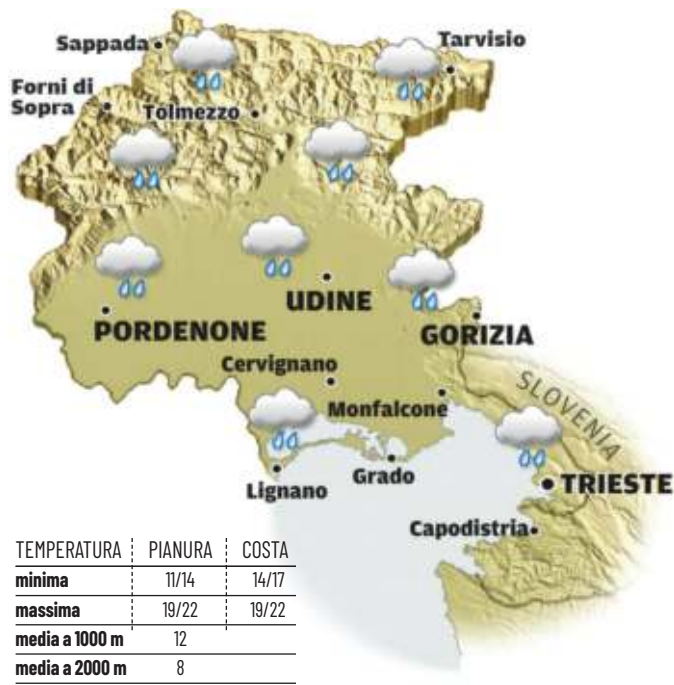 Sappada
Tarvisio
Forni di
Sopra
Tolmezzo
UDINE
PORDENONE
GORIZIA
Cervignano
SLOVENIA
Monfalcone
Grado
Lignano
TRIESTE
Capodistria
TEMPERATURA PIANURA COSTA
minima 11/14 14/17
massima 19/22 19/22
media a 1000 m 12
media a 2000 m 8